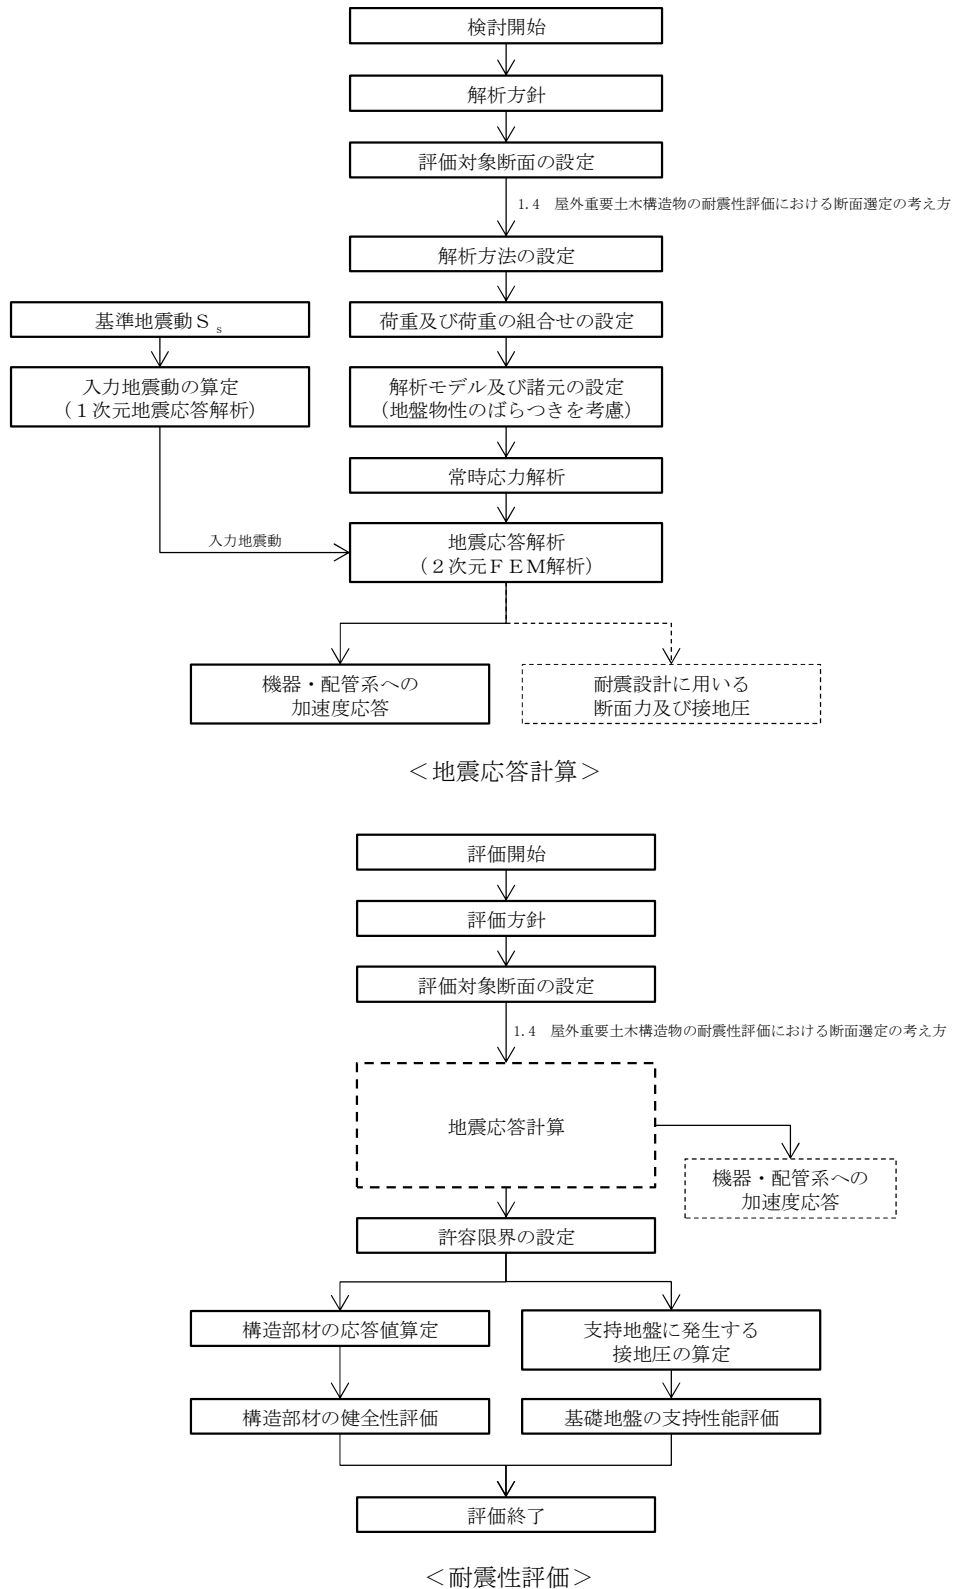 検討開始
解析方針
評価対象断面の設定
1.4　屋外重要土木構造物の耐震性評価における断面選定の考え方
解析方法の設定
基準地震動Ｓs
荷重及び荷重の組合せの設定
入力地震動の算定
（１次元地震応答解析）
解析モデル及び諸元の設定
（地盤物性のばらつきを考慮）
常時応力解析
入力地震動
地震応答解析
（２次元ＦＥＭ解析）
機器・配管系への
加速度応答
耐震設計に用いる
断面力及び接地圧
＜地震応答計算＞
評価開始
評価方針
評価対象断面の設定
1.4　屋外重要土木構造物の耐震性評価における断面選定の考え方
地震応答計算
機器・配管系への
加速度応答
許容限界の設定
構造部材の応答値算定
支持地盤に発生する
接地圧の算定
構造部材の健全性評価
基礎地盤の支持性能評価
評価終了
＜耐震性評価＞